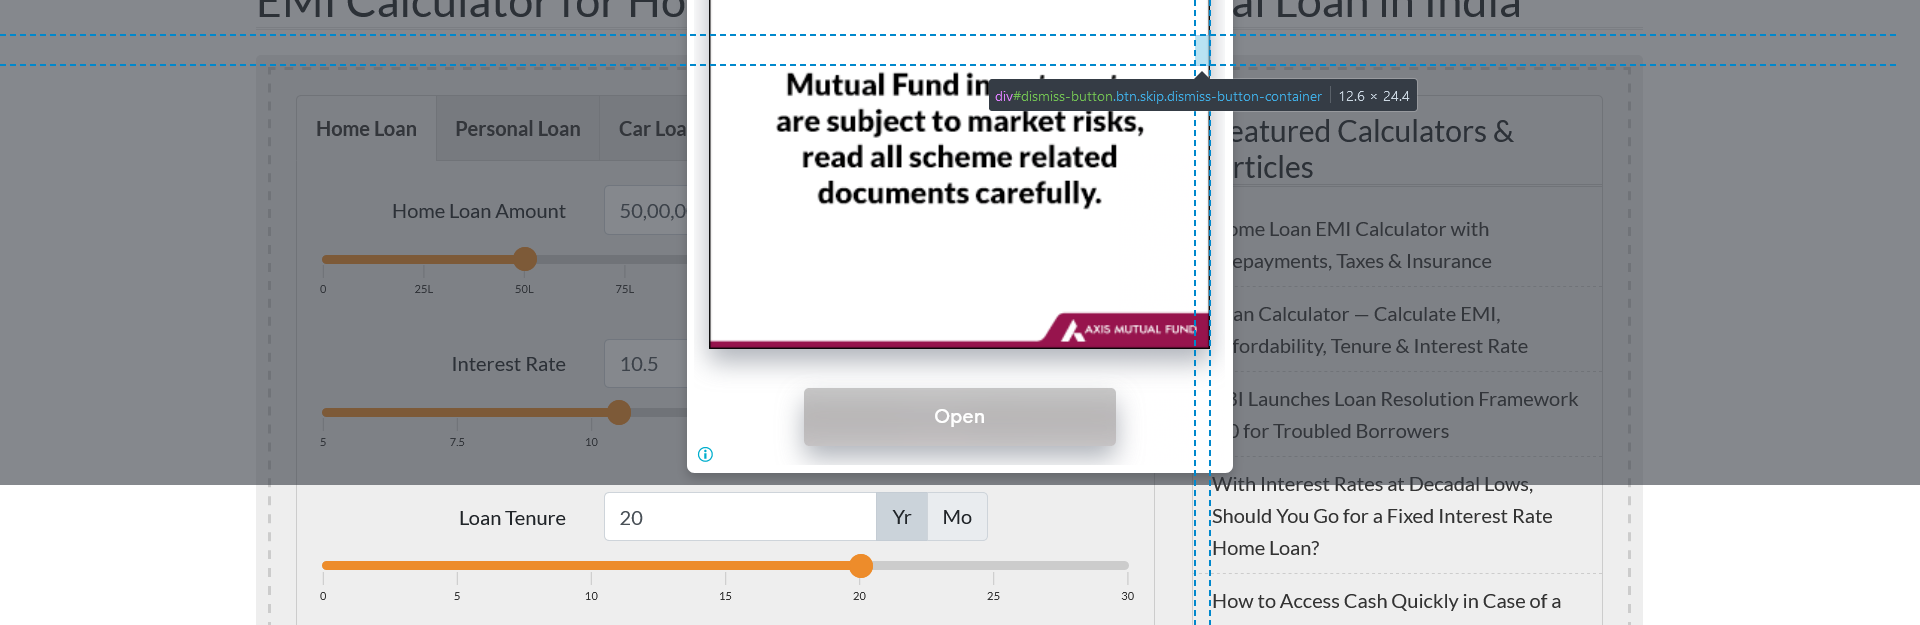 EMI Calculator for Ho
al Loan in India
Mutual Fund in
are subject to market risks,
read all scheme related
documents carefully.
div#dismiss-button.btn.skip.dismiss-button-container 12.6 × 24.4
Home Loan
Personal Loan
Car Loa
Home Loan Amount
50,00,0
0
25L
50L
75L
Interest Rate
10.5
5
7.5
10
AXIS MUTUAL FUND
Open
Loan Tenure
20
Yr
Mo
0
5
10
15
20
25
30
eatured Calculators &
rticles
ome Loan EMI Calculator with
epayments, Taxes & Insurance
an Calculator — Calculate EMI,
fordability, Tenure & Interest Rate
BI Launches Loan Resolution Framework
0 for Troubled Borrowers
With Interest Rates at Decadal Lows,
Should You Go for a Fixed Interest Rate
Home Loan?
How to Access Cash Quickly in Case of a